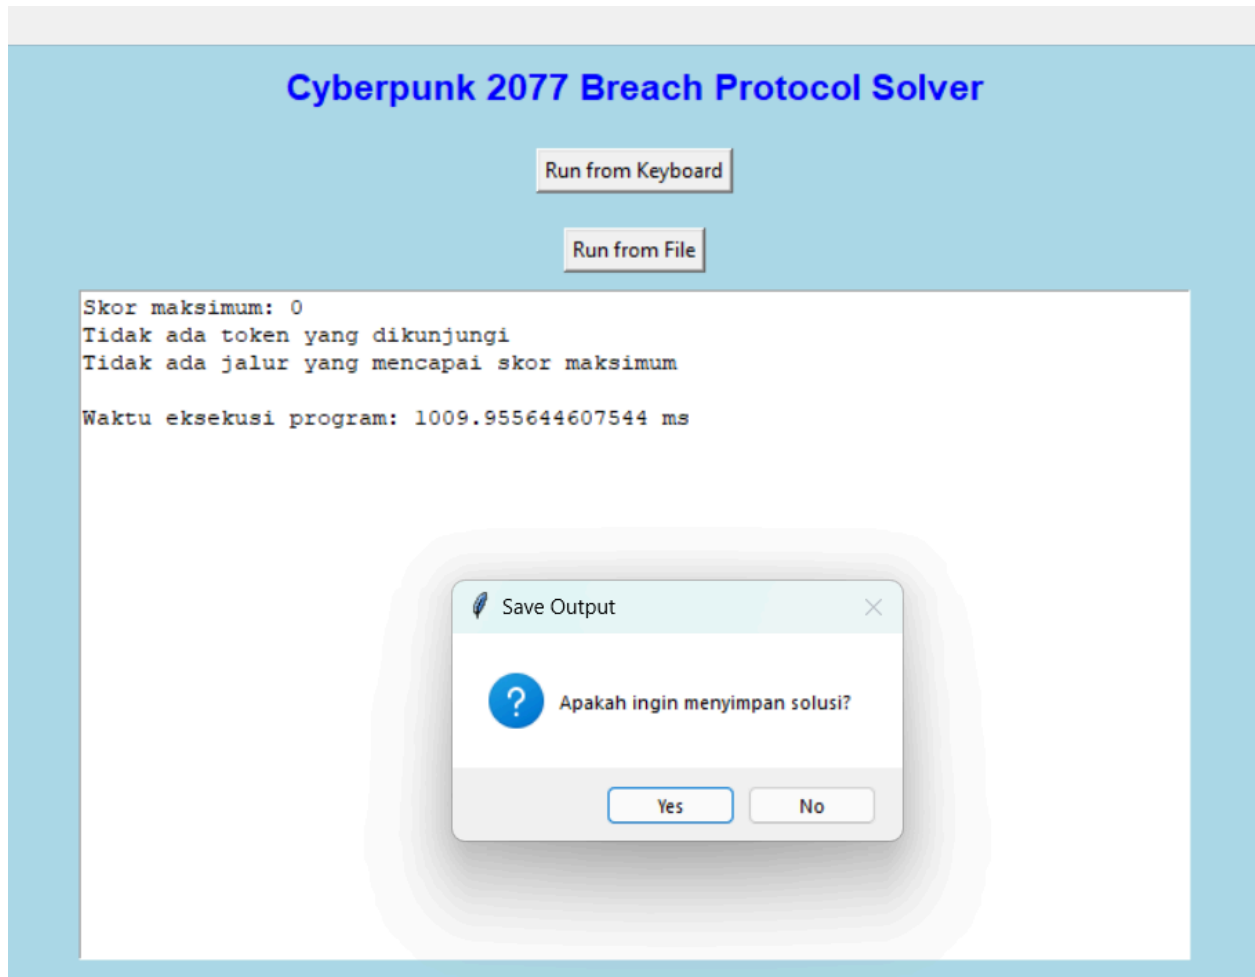 Cyberpunk 2077 Breach Protocol Solver
Run from Keyboard
Run from File
Skor maksimum: 0
Tidak ada token yang dikunjungi
Tidak ada jalur yang mencapai skor maksimum
Waktu eksekusi program: 1009.955644607544 ms
Save Output
?
Apakah ingin menyimpan solusi?
Yes No